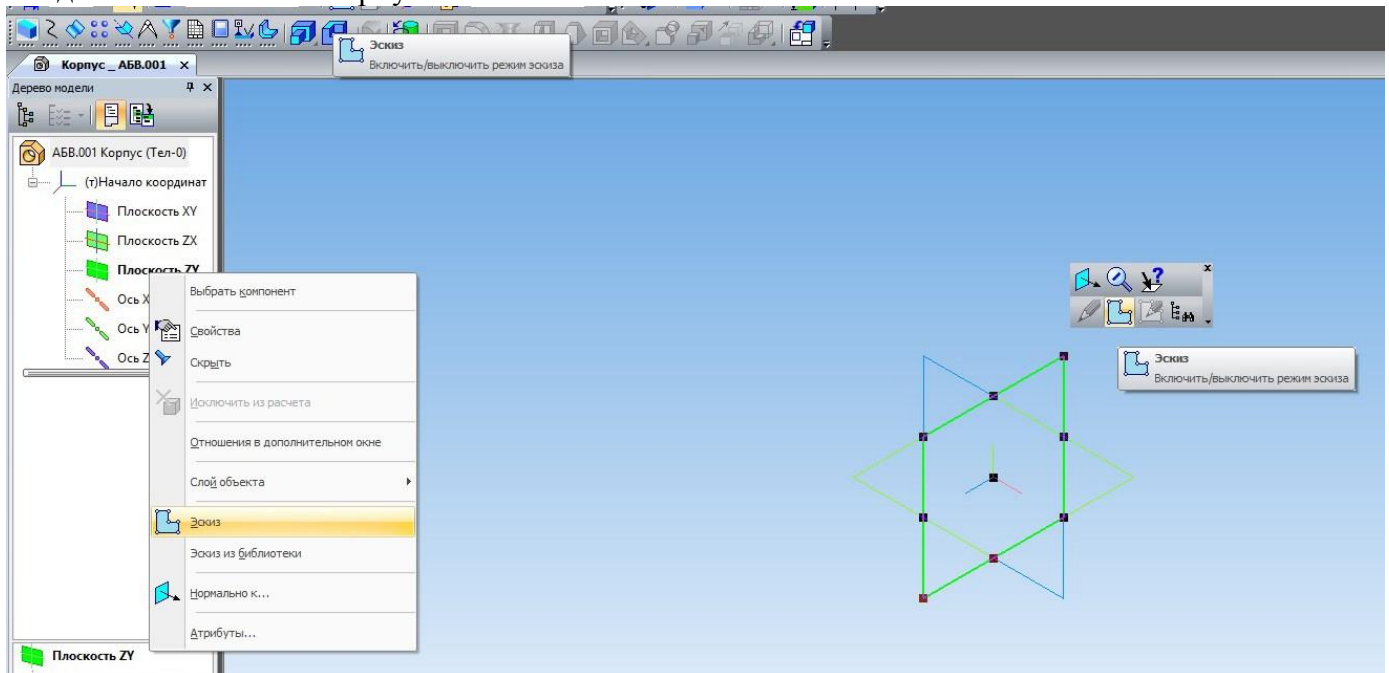 Эскиз
Включить/выключить режим эскиза
Корпус _ АБВ.001 x
Дерево модели
АБВ.001 Корпус (Тел-0)
(т)Начало координат
Плоскость XY
Плоскость ZX
Плоскость ZY
Ось X
Ось Y
Ось Z
Выбрать компонент
Свойства
Скрыть
Исключить из расчета
Отношения в дополнительном окне
Слой объекта
Эскиз
Эскиз из библиотеки
Нормально к...
Атрибуты...
Эскиз
Включить/выключить режим эскиза
Плоскость ZY